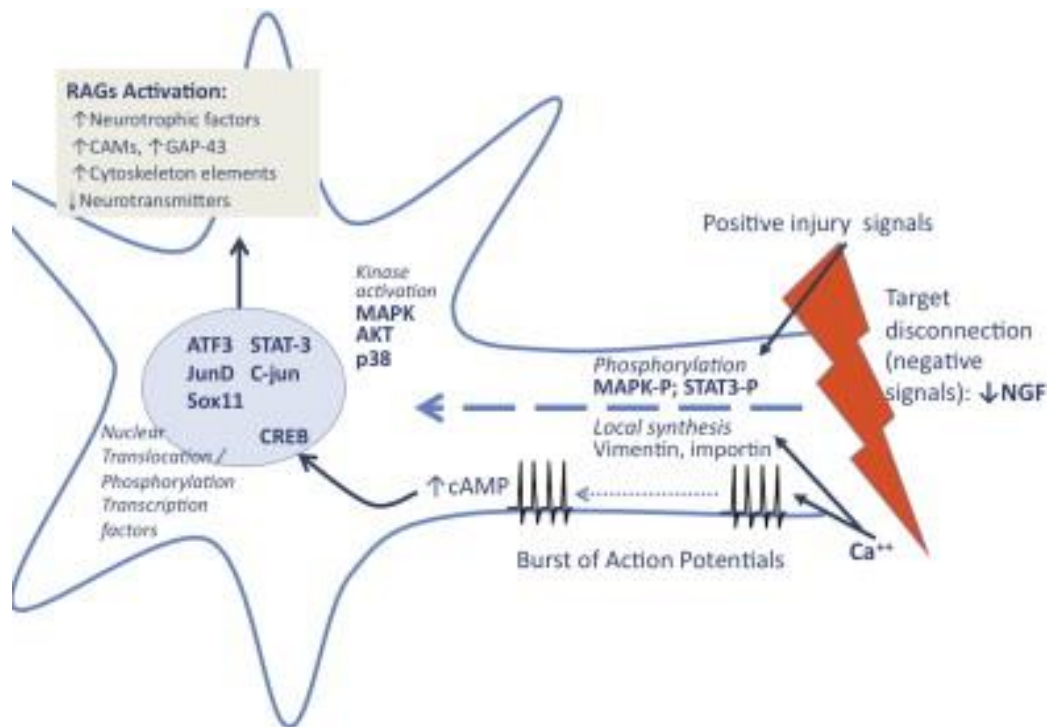 RAGs Activation:
↑Neurotrophic factors
↑CAMs, ↑GAP-43
↑Cytoskeleton elements
↓Neurotransmitters
Positive injury signals
Target
disconnection
(negative
signals): ↓NGF
Kinase
activation
MAPK
AKT
p38
ATF3 STAT-3
JunD C-jun
Sox11
CREB
Nuclear
Translocation /
Phosphorylation
Transcription
factors
Phosphorylation
MAPK-P; STAT3-P
Local synthesis
Vimentin, importin
↑cAMP
Burst of Action Potentials
Ca⁺⁺